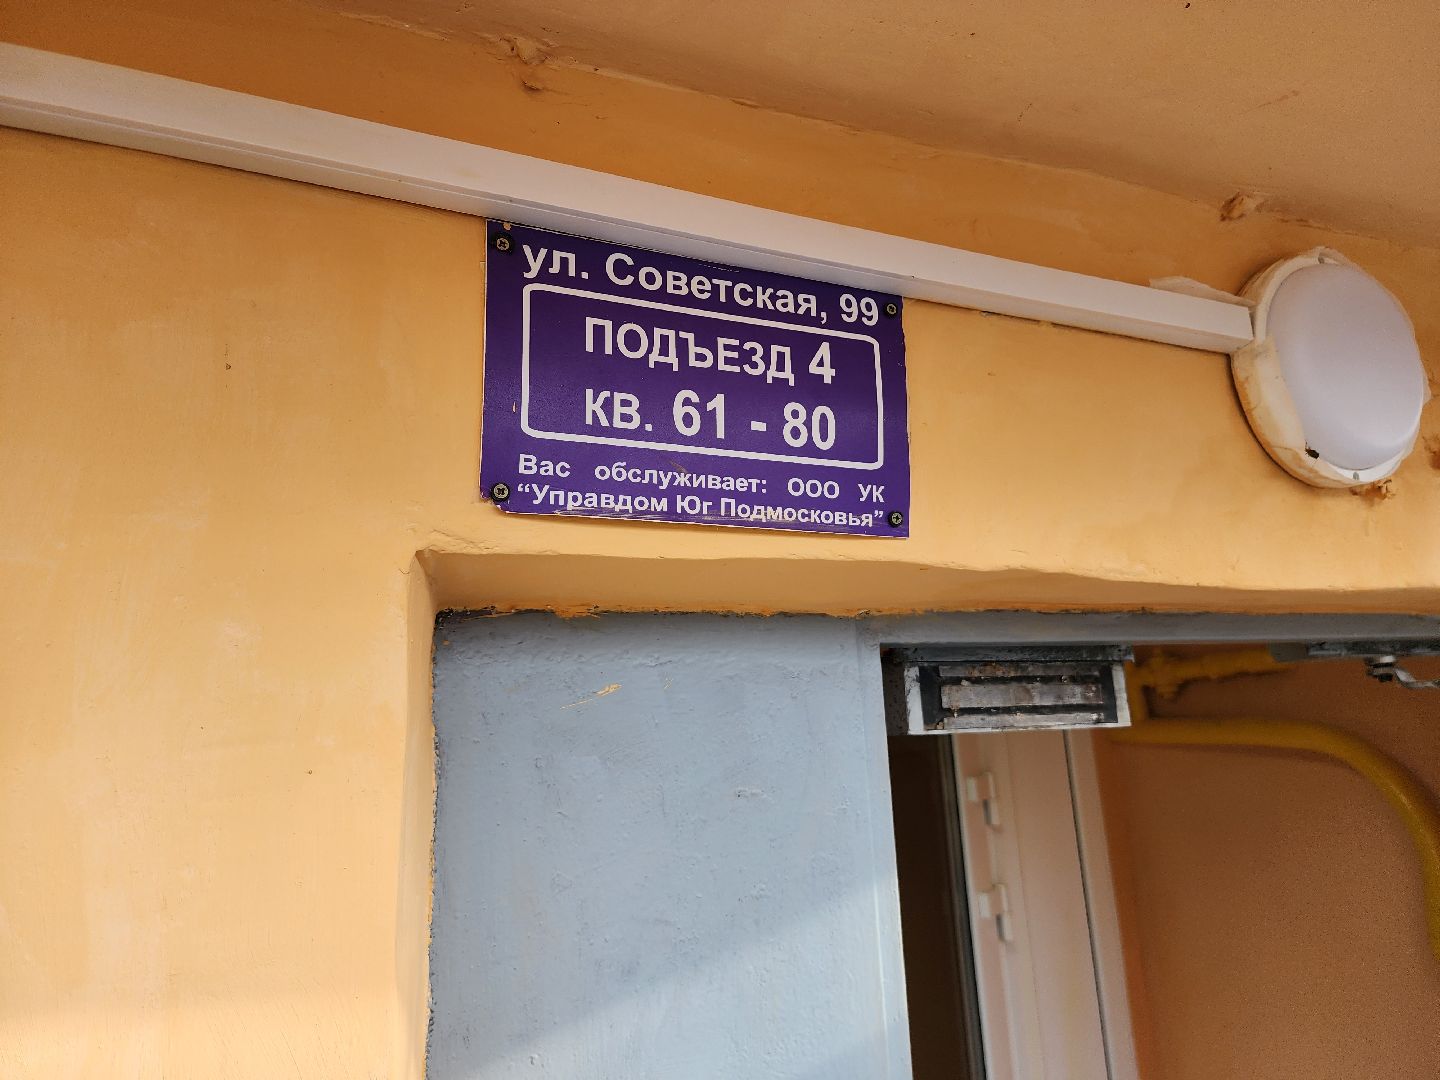 ул. Советская, 99
ПОДЪЕЗД 4
КВ. 61 - 80
Вас обслуживает: ООО УК
“Управдом Юг Подмосковья”